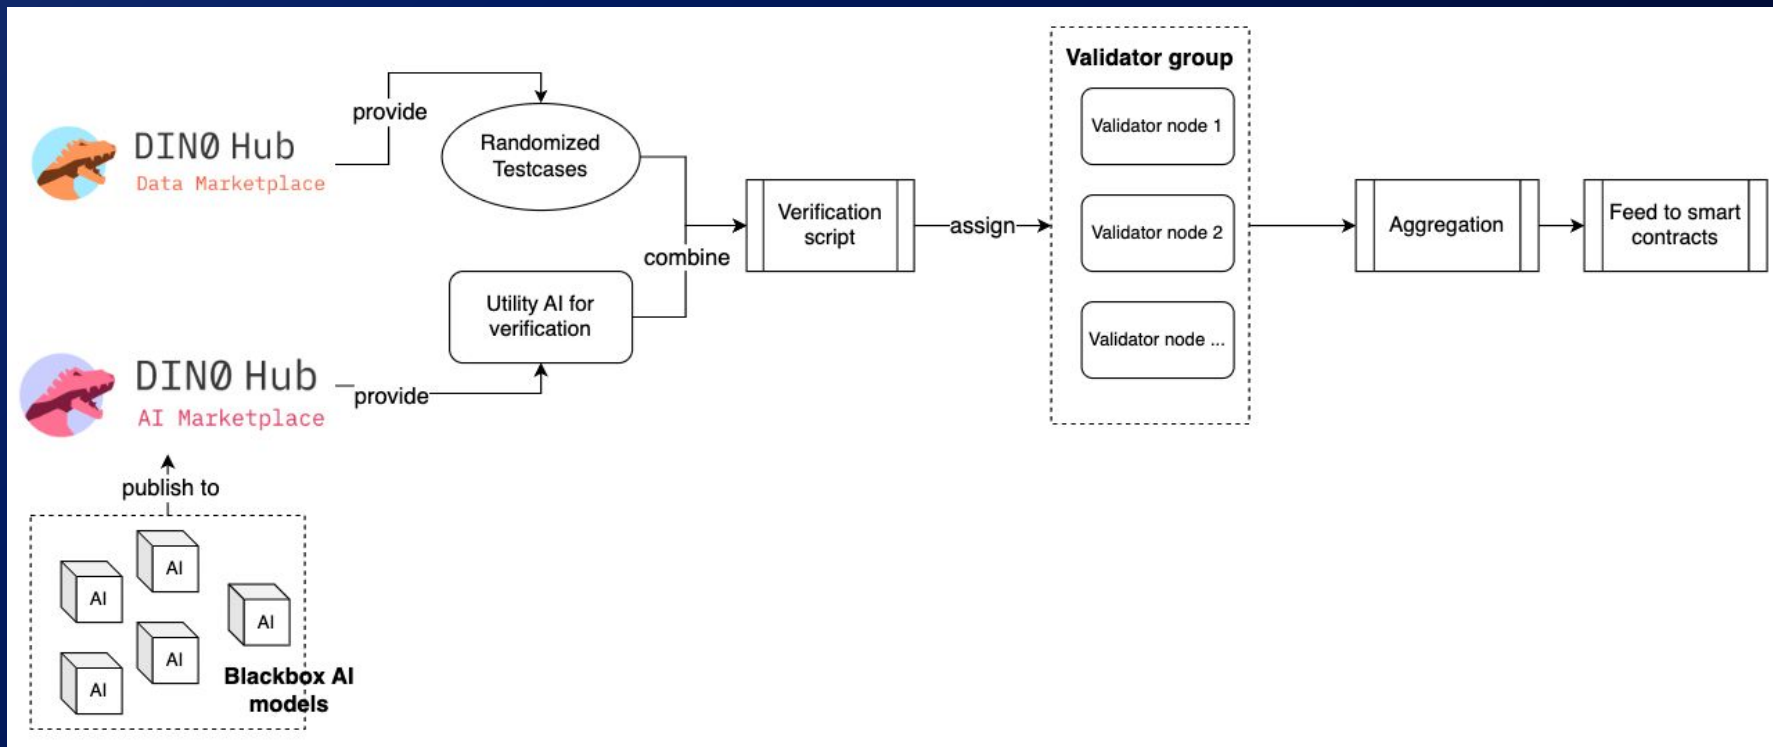 DIN0 Hub
Data Marketplace
provide
Randomized
Testcases
DIN0 Hub
AI Marketplace
provide
Utility AI for
verification
combine
Verification
script
assign
Validator group
Validator node 1
Validator node 2
Validator node ...
Aggregation
Feed to smart
contracts
publish to
AI
AI
AI
AI
AI
Blackbox AI
models